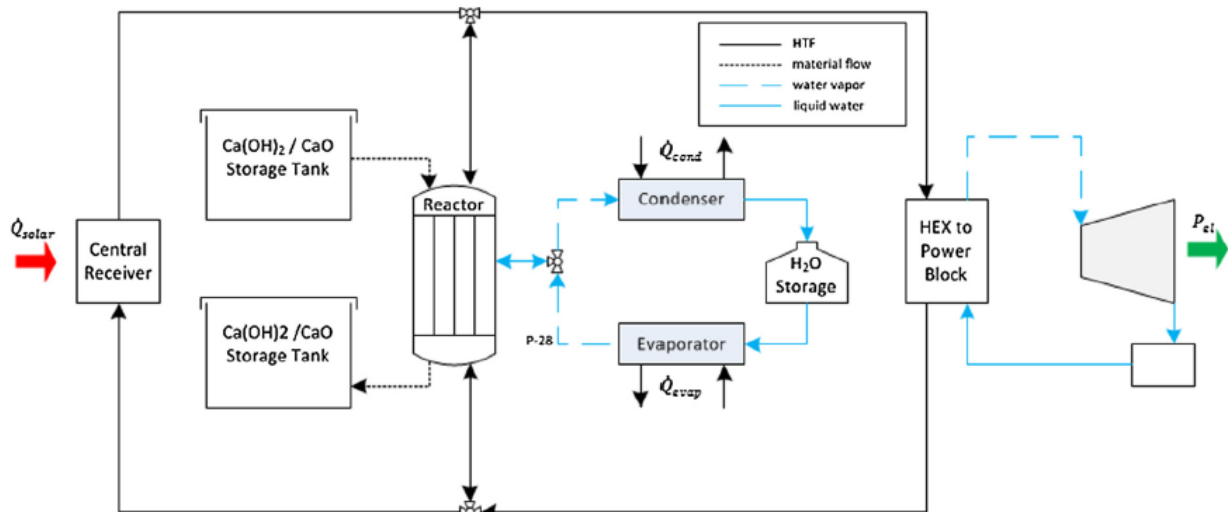 HTF
material flow
water vapor
liquid water
Ca(OH)₂ / CaO
Storage Tank
Q̇cond
Reactor
Condenser
Q̇solar
Central
Receiver
HEX to
Power
Block
Pel
H₂O
Storage
Ca(OH)2 /CaO
Storage Tank
P-28
Evaporator
Q̇evap